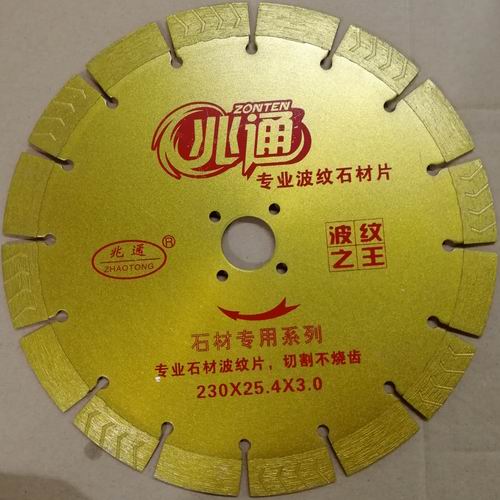 ZONTEN
兆通
专业波纹石材片
波纹
之王
兆通®
ZHAOTONG
石材专用系列
专业石材波纹片，切割不烧齿
230X25.4X3.0